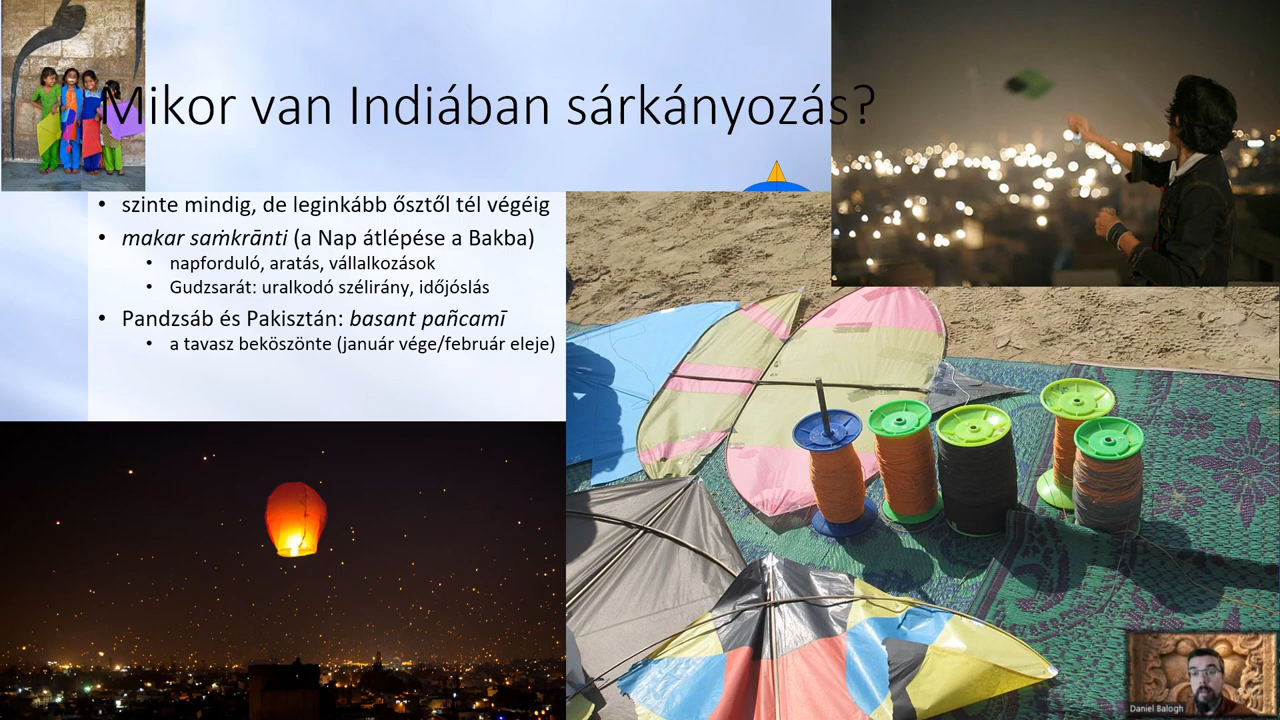 Mikor van Indiában sárkányozás?
• szinte mindig, de leginkább ősztől tél végéig
• makar saṁkrānti (a Nap átlépése a Bakba)
• napforduló, aratás, vállalkozások
• Gudzsarát: uralkodó szélirány, időjóslás
• Pandzsáb és Pakisztán: basant pañcamī
• a tavasz beköszönte (január vége/február eleje)
Daniel Balogh